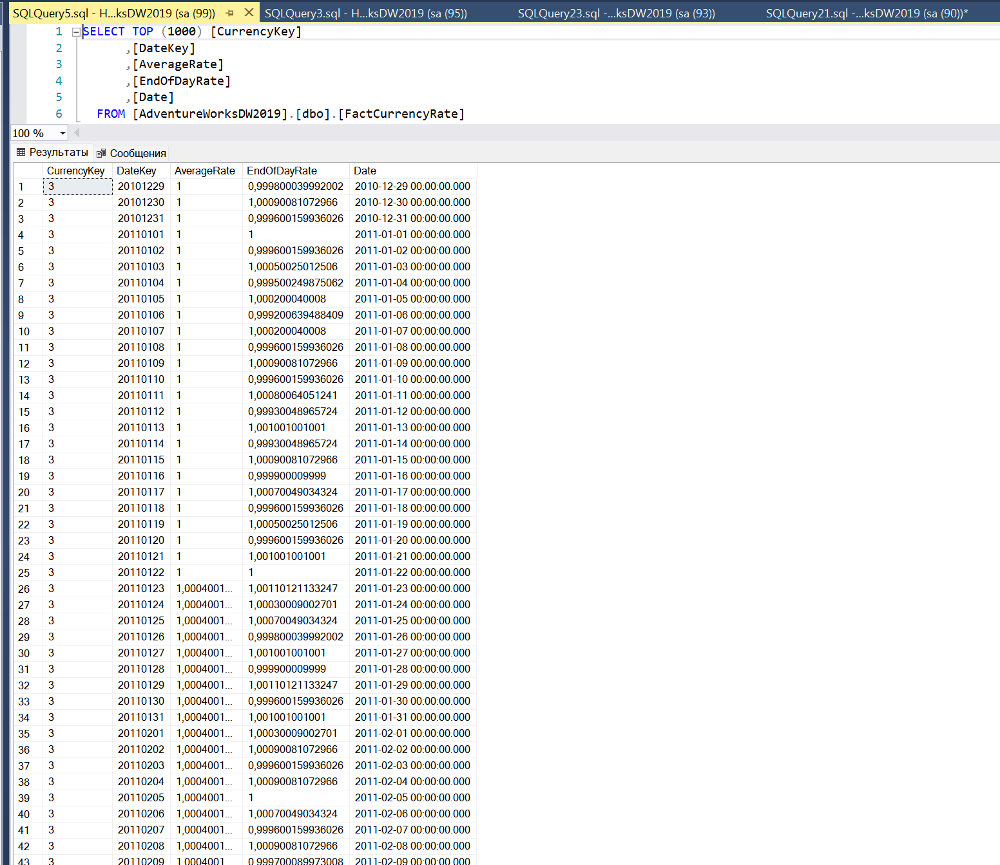 SQLQuery5.sql - H...ksDW2019 (sa (99)) SQLQuery3.sql - H...ksDW2019 (sa (95)) SQLQuery23.sql -...ksDW2019 (sa (93)) SQLQuery21.sql -...ksDW2019 (sa (90))*
1 SELECT TOP (1000) [CurrencyKey]
2 ,[DateKey]
3 ,[AverageRate]
4 ,[EndOfDayRate]
5 ,[Date]
6 FROM [AdventureWorksDW2019].[dbo].[FactCurrencyRate]
100 %
Результаты Сообщения
CurrencyKey DateKey AverageRate EndOfDayRate Date
1 3 20101229 1 0,999800039992002 2010-12-29 00:00:00.000
2 3 20101230 1 1,00090081072966 2010-12-30 00:00:00.000
3 3 20101231 1 0,999600159936026 2010-12-31 00:00:00.000
4 3 20110101 1 1 2011-01-01 00:00:00.000
5 3 20110102 1 0,999600159936026 2011-01-02 00:00:00.000
6 3 20110103 1 1,00050025012506 2011-01-03 00:00:00.000
7 3 20110104 1 0,999500249875062 2011-01-04 00:00:00.000
8 3 20110105 1 1,000200040008 2011-01-05 00:00:00.000
9 3 20110106 1 0,999200639488409 2011-01-06 00:00:00.000
10 3 20110107 1 1,000200040008 2011-01-07 00:00:00.000
11 3 20110108 1 0,999600159936026 2011-01-08 00:00:00.000
12 3 20110109 1 1,00090081072966 2011-01-09 00:00:00.000
13 3 20110110 1 0,999600159936026 2011-01-10 00:00:00.000
14 3 20110111 1 1,00080064051241 2011-01-11 00:00:00.000
15 3 20110112 1 0,99930048965724 2011-01-12 00:00:00.000
16 3 20110113 1 1,001001001001 2011-01-13 00:00:00.000
17 3 20110114 1 0,99930048965724 2011-01-14 00:00:00.000
18 3 20110115 1 1,00090081072966 2011-01-15 00:00:00.000
19 3 20110116 1 0,999900009999 2011-01-16 00:00:00.000
20 3 20110117 1 1,00070049034324 2011-01-17 00:00:00.000
21 3 20110118 1 0,999600159936026 2011-01-18 00:00:00.000
22 3 20110119 1 1,00050025012506 2011-01-19 00:00:00.000
23 3 20110120 1 0,999600159936026 2011-01-20 00:00:00.000
24 3 20110121 1 1,001001001001 2011-01-21 00:00:00.000
25 3 20110122 1 1 2011-01-22 00:00:00.000
26 3 20110123 1,0004001... 1,00110121133247 2011-01-23 00:00:00.000
27 3 20110124 1,0004001... 1,00030009002701 2011-01-24 00:00:00.000
28 3 20110125 1,0004001... 1,00070049034324 2011-01-25 00:00:00.000
29 3 20110126 1,0004001... 0,999800039992002 2011-01-26 00:00:00.000
30 3 20110127 1,0004001... 1,001001001001 2011-01-27 00:00:00.000
31 3 20110128 1,0004001... 0,999900009999 2011-01-28 00:00:00.000
32 3 20110129 1,0004001... 1,00110121133247 2011-01-29 00:00:00.000
33 3 20110130 1,0004001... 0,999600159936026 2011-01-30 00:00:00.000
34 3 20110131 1,0004001... 1,001001001001 2011-01-31 00:00:00.000
35 3 20110201 1,0004001... 1,00030009002701 2011-02-01 00:00:00.000
36 3 20110202 1,0004001... 1,00090081072966 2011-02-02 00:00:00.000
37 3 20110203 1,0004001... 0,999600159936026 2011-02-03 00:00:00.000
38 3 20110204 1,0004001... 1,00090081072966 2011-02-04 00:00:00.000
39 3 20110205 1,0004001... 1 2011-02-05 00:00:00.000
40 3 20110206 1,0004001... 1,00070049034324 2011-02-06 00:00:00.000
41 3 20110207 1,0004001... 0,999600159936026 2011-02-07 00:00:00.000
42 3 20110208 1,0004001... 1,00090081072966 2011-02-08 00:00:00.000
43 3 20110209 1,0004001 0,999700089973008 2011-02-09 00:00:00.000